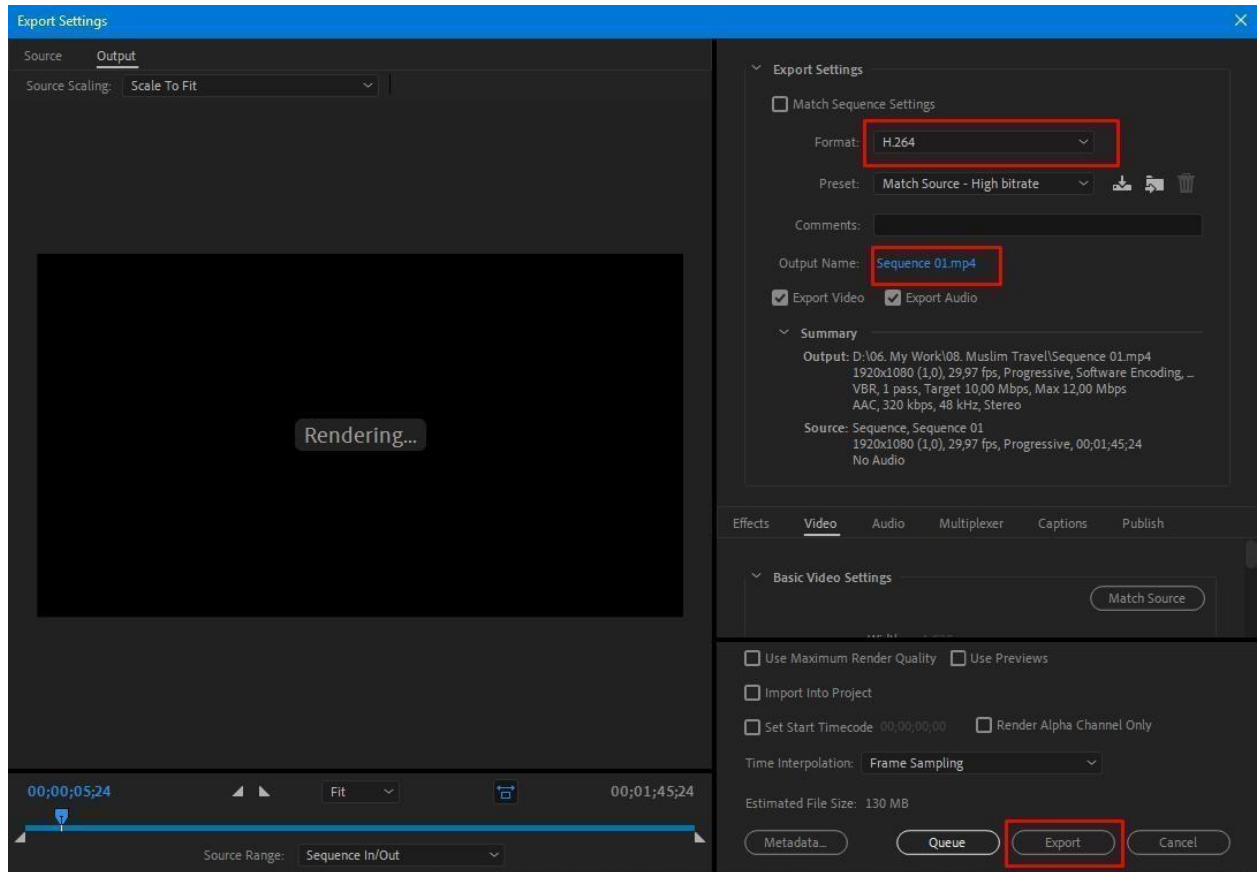 Export Settings
Source Output
Source Scaling: Scale To Fit
Rendering...
00;00;05;24 Fit 00;01;45;24
Source Range: Sequence In/Out
Export Settings
Match Sequence Settings
Format: H.264
Preset: Match Source - High bitrate
Comments:
Output Name: Sequence 01.mp4
Export Video Export Audio
Summary
Output: D:\06. My Work\08. Muslim Travel\Sequence 01.mp4
1920x1080 (1,0), 29,97 fps, Progressive, Software Encoding, ...
VBR, 1 pass, Target 10,00 Mbps, Max 12,00 Mbps
AAC, 320 kbps, 48 kHz, Stereo
Source: Sequence, Sequence 01
1920x1080 (1,0), 29,97 fps, Progressive, 00;01;45;24
No Audio
Effects Video Audio Multiplexer Captions Publish
Basic Video Settings
Match Source
Use Maximum Render Quality Use Previews
Import Into Project
Set Start Timecode 00;00;00;00 Render Alpha Channel Only
Time Interpolation: Frame Sampling
Estimated File Size: 130 MB
Metadata... Queue Export Cancel